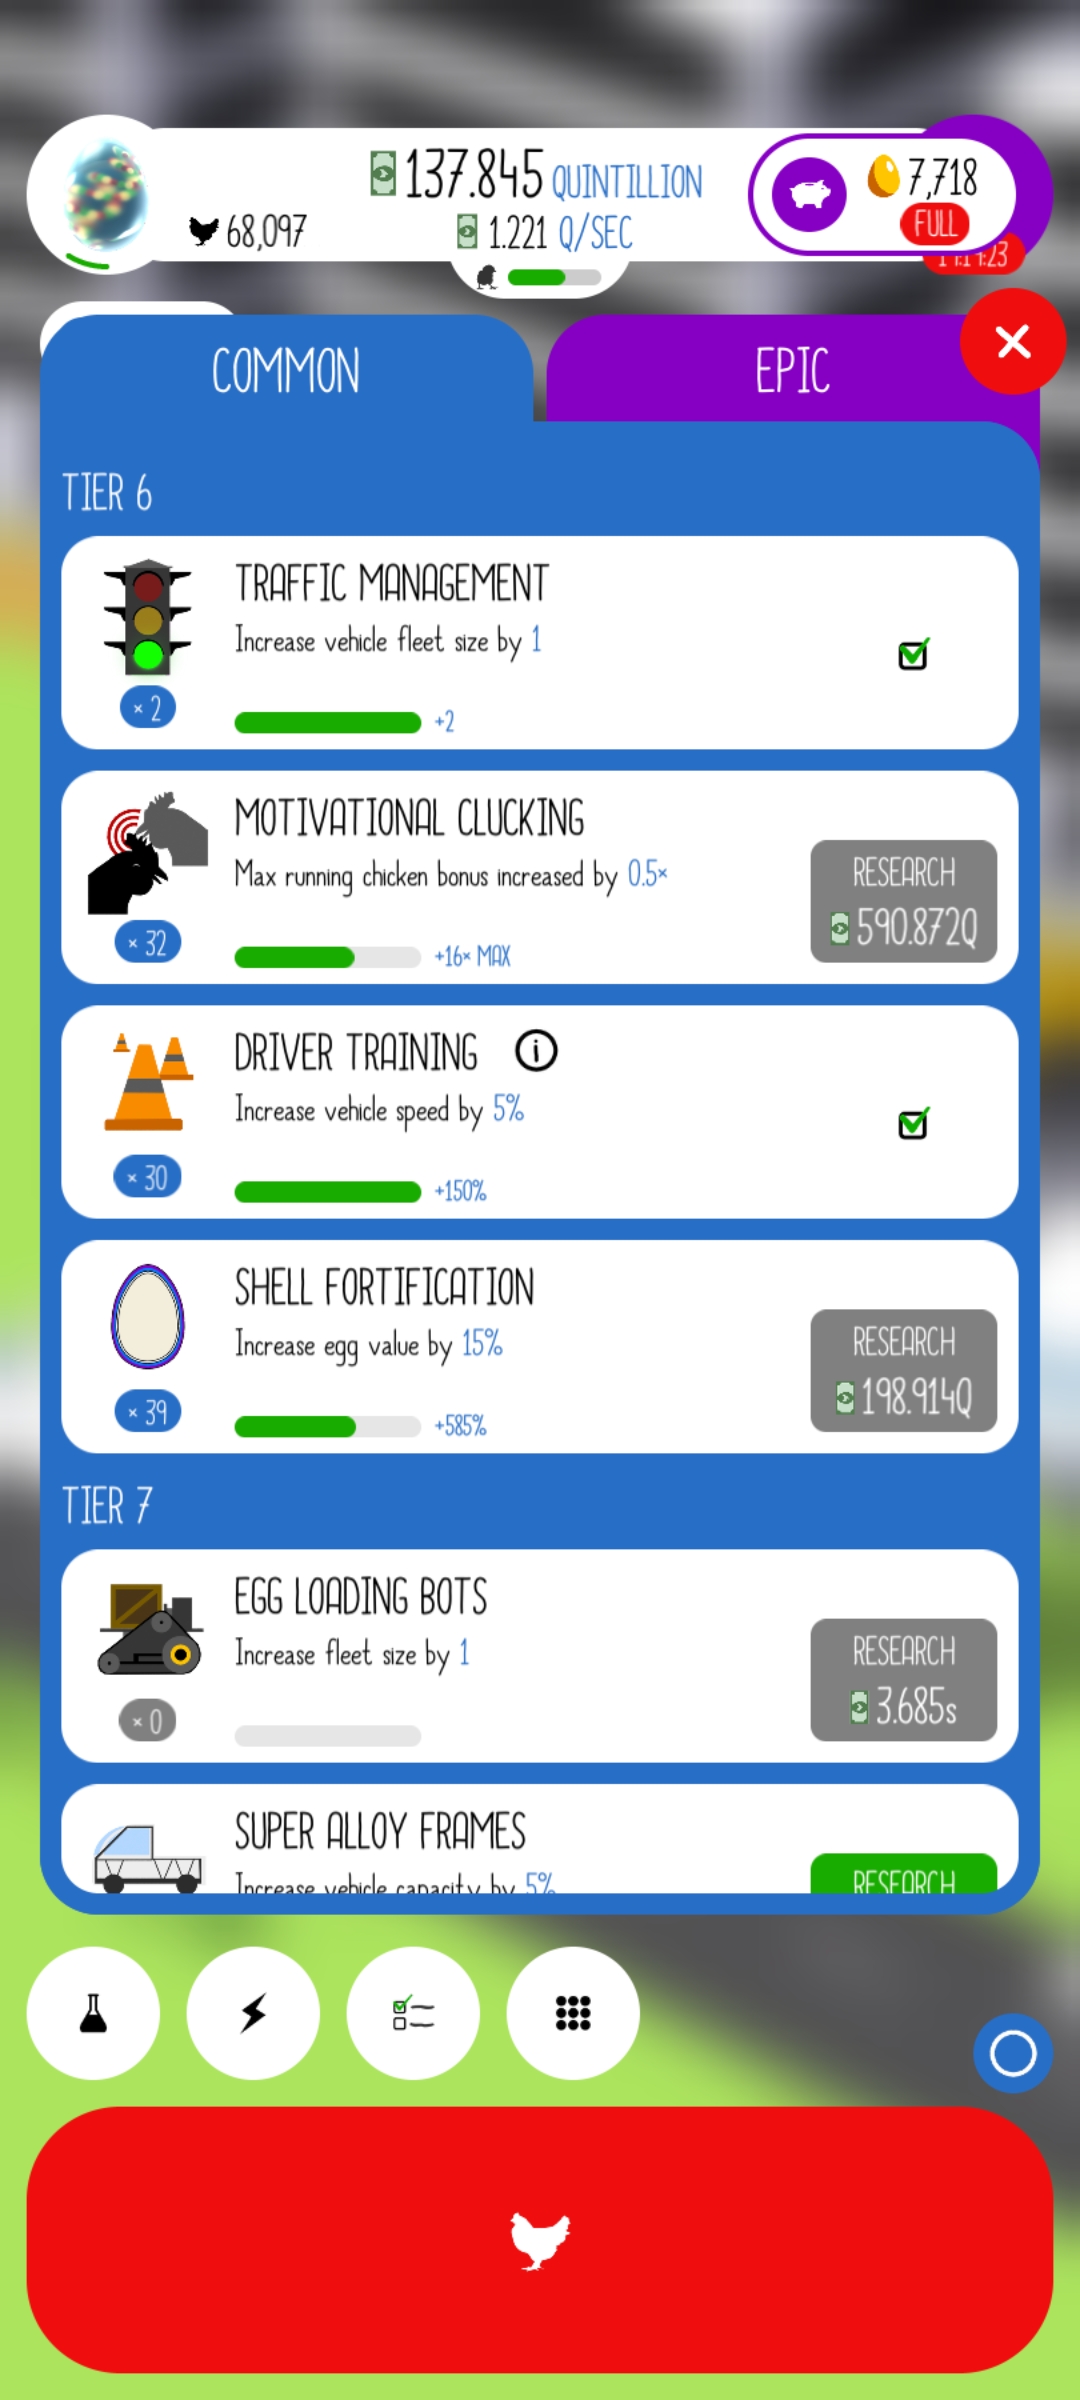 137.845 QUINTILLION
7,718
68,097
1.221 Q/SEC
FULL
COMMON
EPIC
TIER 6
TRAFFIC MANAGEMENT
Increase vehicle fleet size by 1
× 2
+2
MOTIVATIONAL CLUCKING
Max running chicken bonus increased by 0.5×
RESEARCH
590.872Q
× 32
+16× MAX
DRIVER TRAINING
Increase vehicle speed by 5%
× 30
+150%
SHELL FORTIFICATION
Increase egg value by 15%
RESEARCH
198.914Q
× 39
+585%
TIER 7
EGG LOADING BOTS
Increase fleet size by 1
RESEARCH
3.685s
× 0
SUPER ALLOY FRAMES
Increase vehicle capacity by 5%
RESEARCH